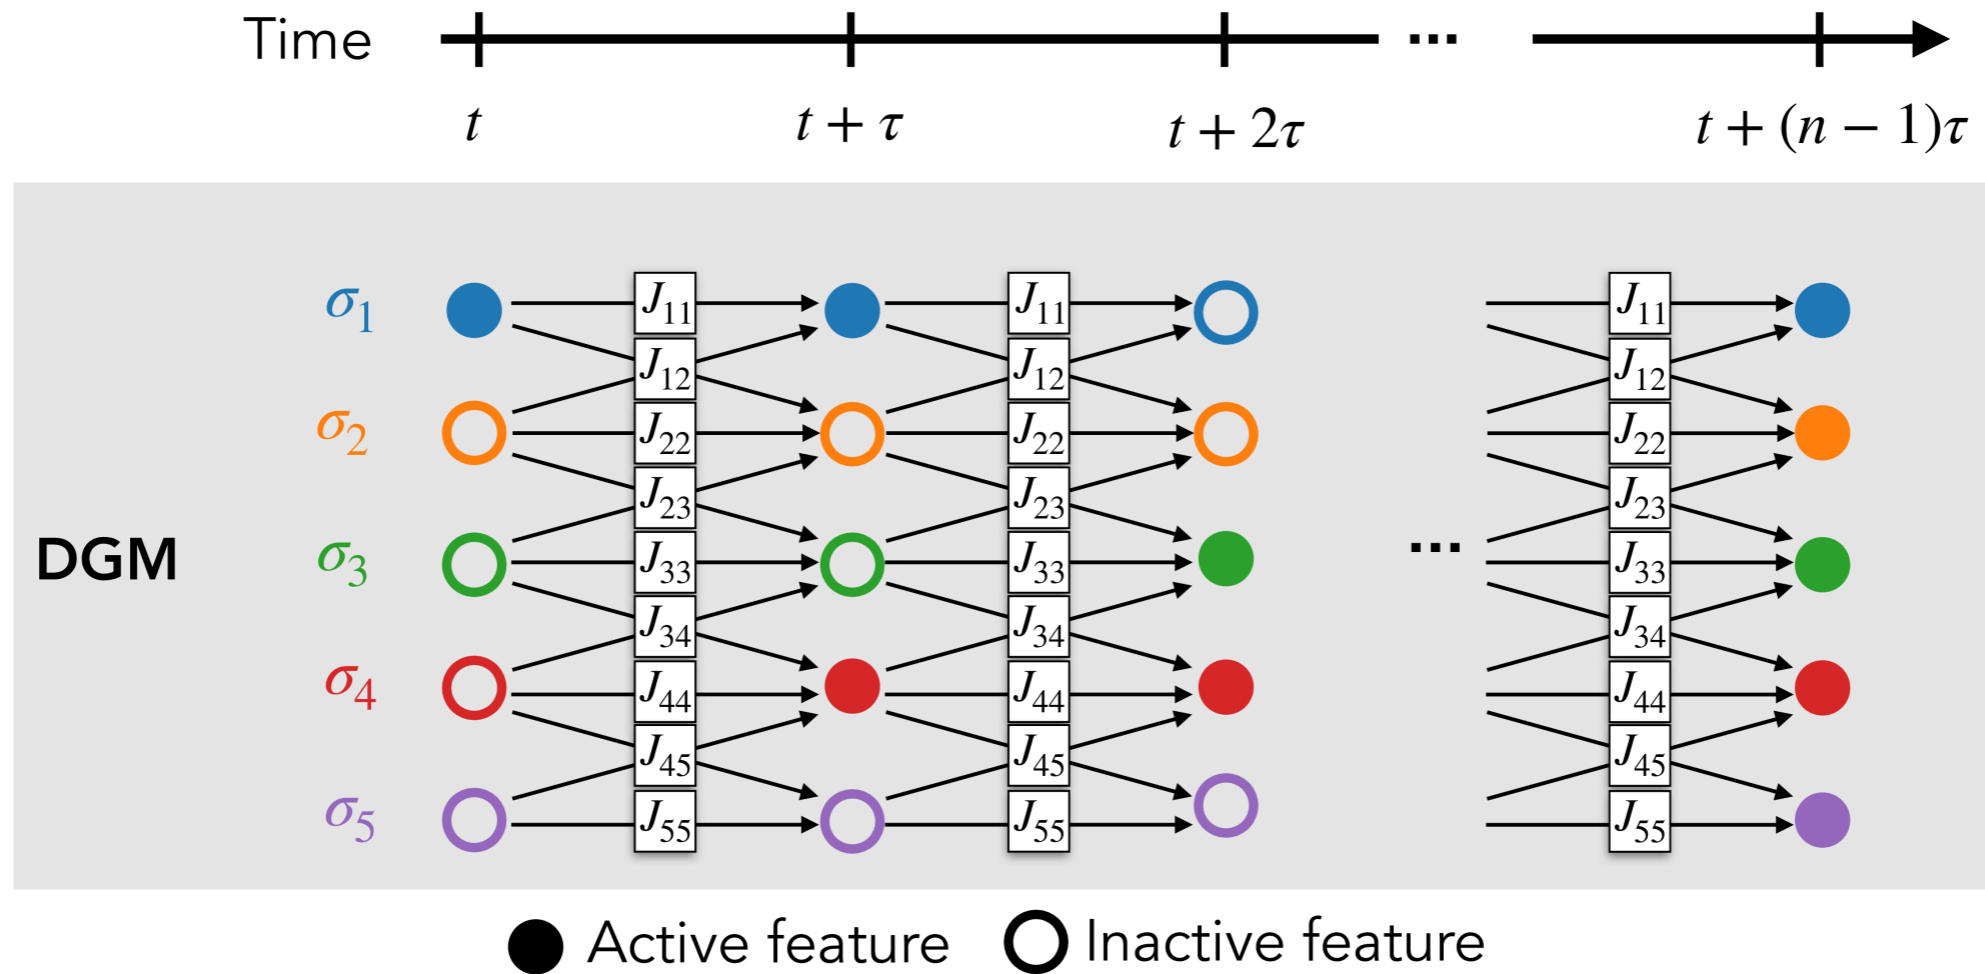 Time ...
t t + τ t + 2τ t + (n − 1)τ
σ1 J11 J11 J11
J12 J12 J12
σ2 J22 J22 J22
J23 J23 J23
DGM σ3 J33 J33 ... J33
J34 J34 J34
σ4 J44 J44 J44
J45 J45 J45
σ5 J55 J55 J55
Active feature Inactive feature